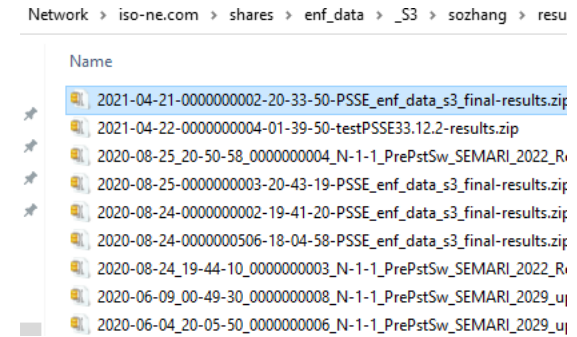 Network > iso-ne.com > shares > enf_data > _S3 > sozhang > resu
Name
2021-04-21-0000000002-20-33-50-PSSE_enf_data_s3_final-results.zip
2021-04-22-0000000004-01-39-50-testPSSE33.12.2-results.zip
2020-08-25_20-50-58_0000000004_N-1-1_PrePstSw_SEMARI_2022_Re
2020-08-25-0000000003-20-43-19-PSSE_enf_data_s3_final-results.zip
2020-08-24-0000000002-19-41-20-PSSE_enf_data_s3_final-results.zip
2020-08-24-0000000506-18-04-58-PSSE_enf_data_s3_final-results.zip
2020-08-24_19-44-10_0000000003_N-1-1_PrePstSw_SEMARI_2022_Re
2020-06-09_00-49-30_0000000008_N-1-1_PrePstSw_SEMARI_2029_up
2020-06-04_20-05-50_0000000006_N-1-1_PrePstSw_SEMARI_2029_up